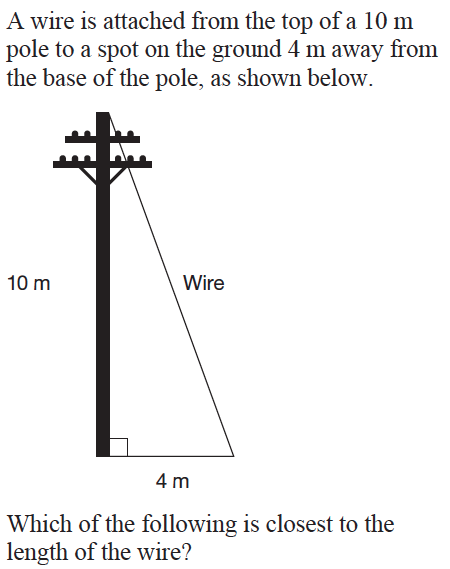 A wire is attached from the top of a 10 m
pole to a spot on the ground 4 m away from
the base of the pole, as shown below.
10 m
Wire
4 m
Which of the following is closest to the
length of the wire?